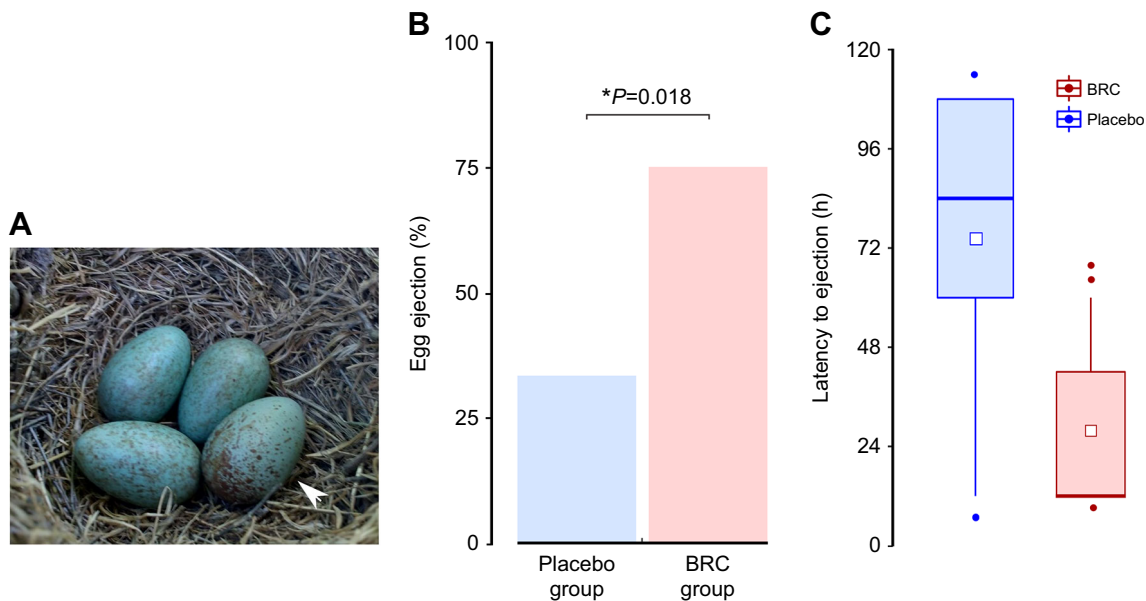 A
B
Egg ejection (%)
100
75
50
25
0
*P=0.018
Placebo
group
BRC
group
C
Latency to ejection (h)
120
96
72
48
24
0
BRC
Placebo